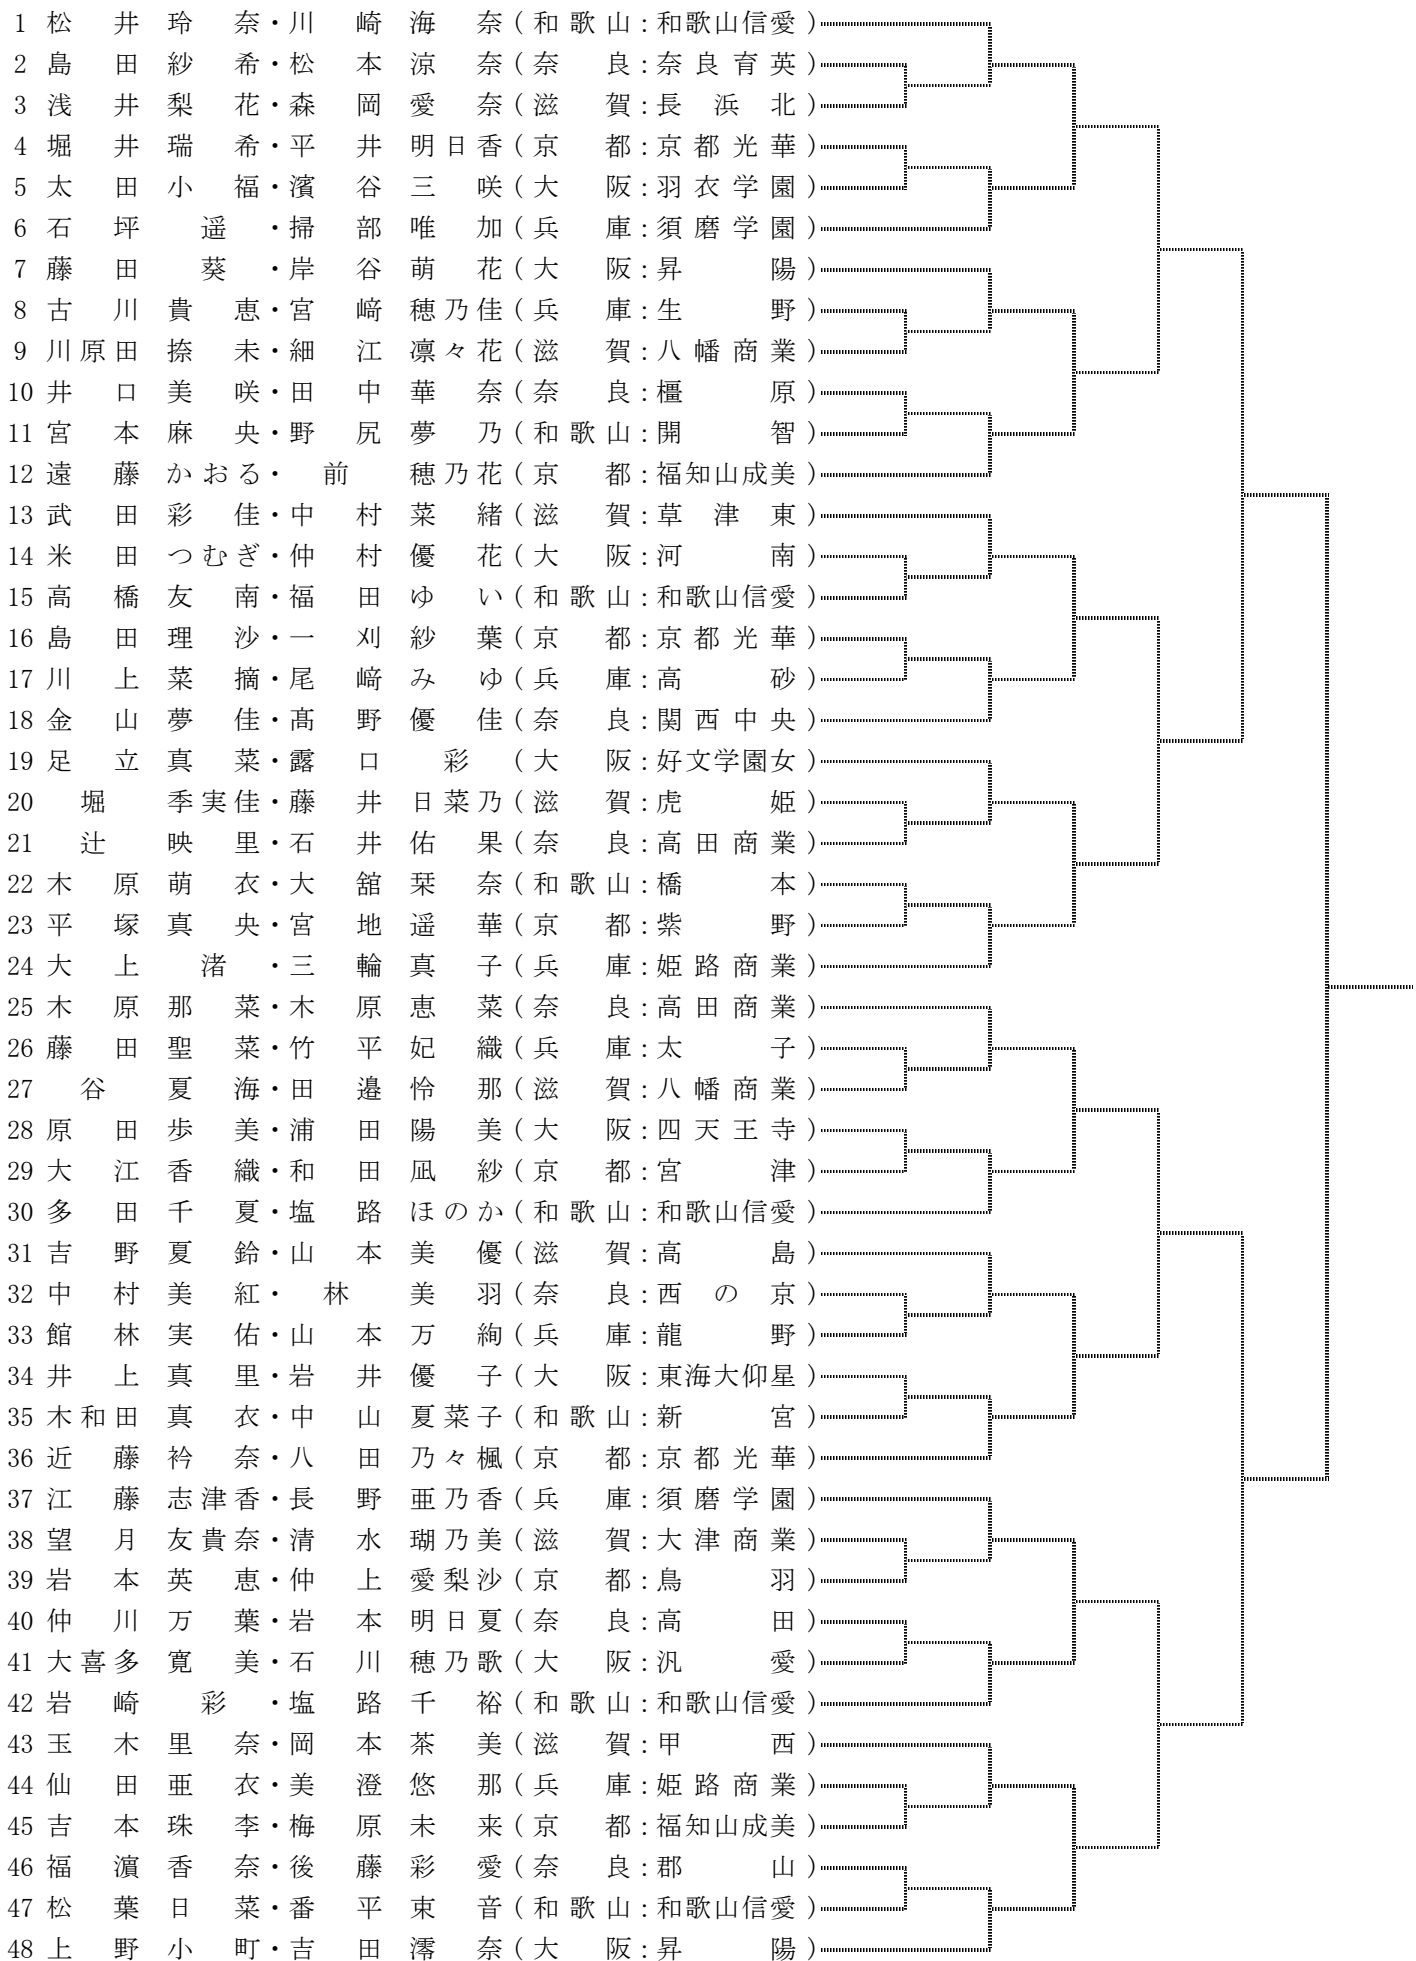 1 松井玲奈・川崎海奈(和歌山:和歌山信愛)
2 島田紗希・松本涼奈(奈良:奈良育英)
3 浅井梨花・森岡愛奈(滋賀:長浜北)
4 堀井瑞希・平井明日香(京都:京都光華)
5 太田小福・濱谷三咲(大阪:羽衣学園)
6 石坪遥・掃部唯加(兵庫:須磨学園)
7 藤田葵・岸谷萌花(大阪:昇陽)
8 古川貴恵・宮﨑穂乃佳(兵庫:生野)
9 川原田捺未・細江凛々花(滋賀:八幡商業)
10 井口美咲・田中華奈(奈良:橿原)
11 宮本麻央・野尻夢乃(和歌山:開智)
12 遠藤かおる・前穂乃花(京都:福知山成美)
13 武田彩佳・中村菜緒(滋賀:草津東)
14 米田つむぎ・仲村優花(大阪:河南)
15 高橋友南・福田ゆい(和歌山:和歌山信愛)
16 島田理沙・一刈紗葉(京都:京都光華)
17 川上菜摘・尾﨑みゆ(兵庫:高砂)
18 金山夢佳・髙野優佳(奈良:関西中央)
19 足立真菜・露口彩(大阪:好文学園女)
20 堀季実佳・藤井日菜乃(滋賀:虎姫)
21 辻映里・石井佑果(奈良:高田商業)
22 木原萌衣・大舘栞奈(和歌山:橋本)
23 平塚真央・宮地遥華(京都:紫野)
24 大上渚・三輪真子(兵庫:姫路商業)
25 木原那菜・木原恵菜(奈良:高田商業)
26 藤田聖菜・竹平妃織(兵庫:太子)
27 谷夏海・田邉怜那(滋賀:八幡商業)
28 原田歩美・浦田陽美(大阪:四天王寺)
29 大江香織・和田凪紗(京都:宮津)
30 多田千夏・塩路ほのか(和歌山:和歌山信愛)
31 吉野夏鈴・山本美優(滋賀:高島)
32 中村美紅・林美羽(奈良:西の京)
33 館林実佑・山本万絢(兵庫:龍野)
34 井上真里・岩井優子(大阪:東海大仰星)
35 木和田真衣・中山夏菜子(和歌山:新宮)
36 近藤衿奈・八田乃々楓(京都:京都光華)
37 江藤志津香・長野亜乃香(兵庫:須磨学園)
38 望月友貴奈・清水瑚乃美(滋賀:大津商業)
39 岩本英恵・仲上愛梨沙(京都:鳥羽)
40 仲川万葉・岩本明日夏(奈良:高田)
41 大喜多寛美・石川穂乃歌(大阪:汎愛)
42 岩崎彩・塩路千裕(和歌山:和歌山信愛)
43 玉木里奈・岡本茶美(滋賀:甲西)
44 仙田亜衣・美澄悠那(兵庫:姫路商業)
45 吉本珠李・梅原未来(京都:福知山成美)
46 福濵香奈・後藤彩愛(奈良:郡山)
47 松葉日菜・番平束音(和歌山:和歌山信愛)
48 上野小町・吉田澪奈(大阪:昇陽)